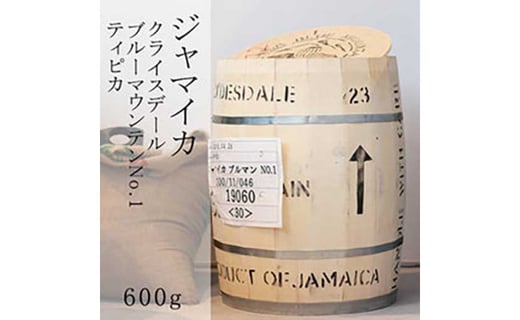 ジャマイカ
クライスデール
ブルーマウンテンNo.1
ティピカ
600g
DESDALE 23
イカ ブルマン NO.1
19060
<30>
AIN
DUCT OF JAMAICA
HANDLE WITH